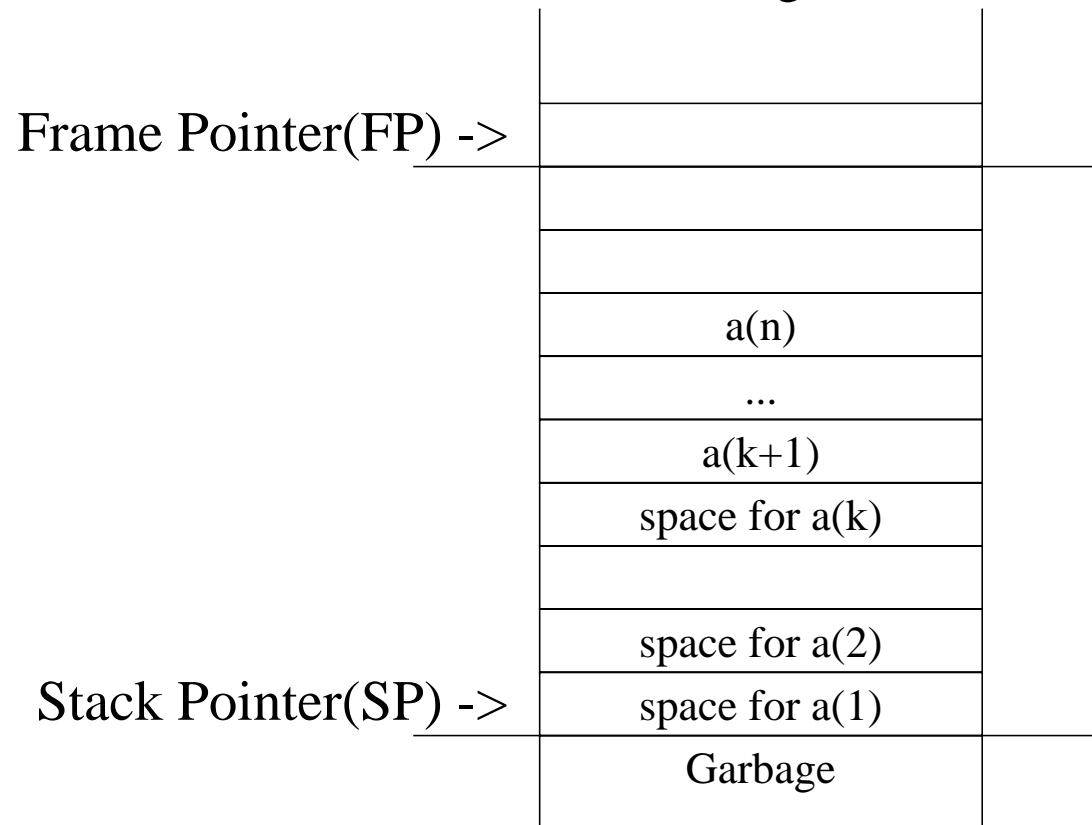 Frame Pointer(FP) ->
a(n)
...
a(k+1)
space for a(k)
space for a(2)
Stack Pointer(SP) -> space for a(1)
Garbage